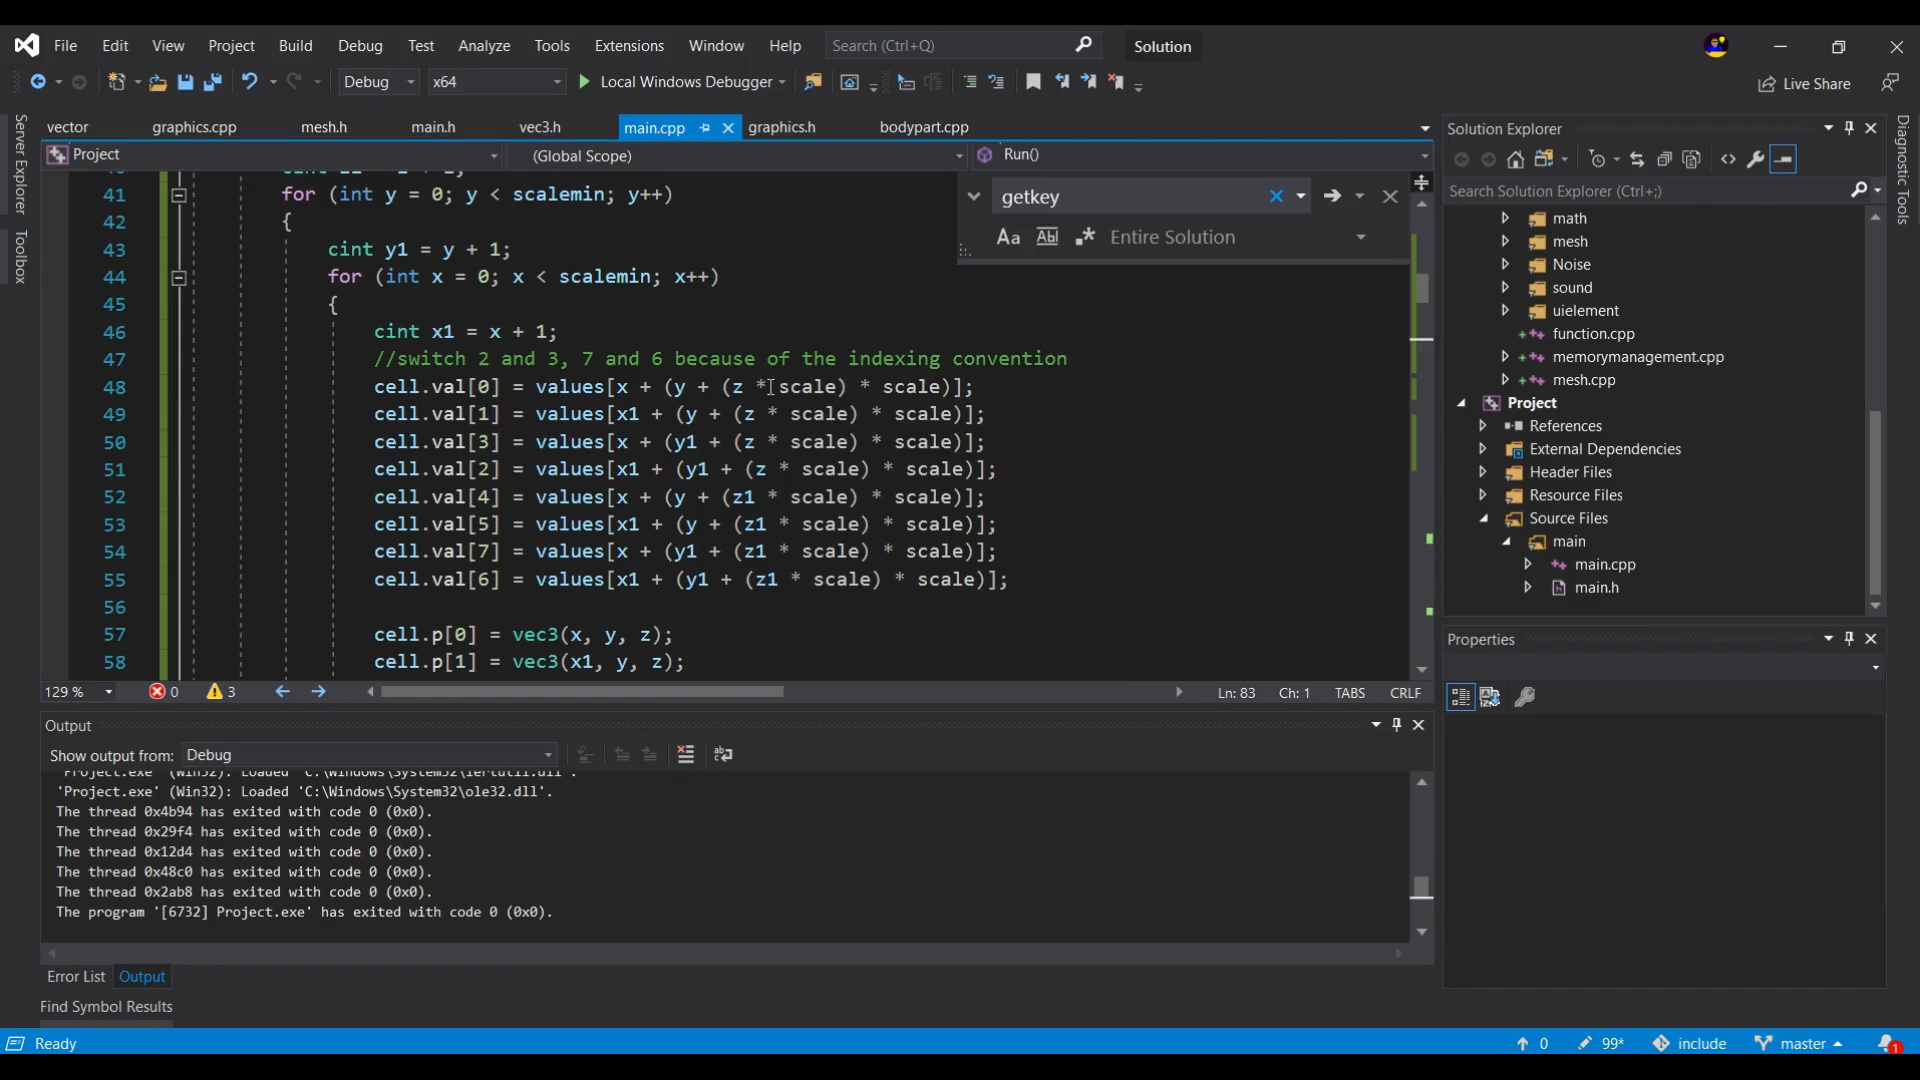 File Edit View Project Build Debug Test Analyze Tools Extensions Window Help Search (Ctrl+Q) Solution
Debug x64 Local Windows Debugger Live Share
Server Explorer
Toolbox
vector graphics.cpp mesh.h main.h vec3.h main.cpp graphics.h bodypart.cpp
Project (Global Scope) Run()
getkey
Aa Abl .* Entire Solution
41 for (int y = 0; y < scalemin; y++)
42 {
43 cint y1 = y + 1;
44 for (int x = 0; x < scalemin; x++)
45 {
46 cint x1 = x + 1;
47 //switch 2 and 3, 7 and 6 because of the indexing convention
48 cell.val[0] = values[x + (y + (z * scale) * scale)];
49 cell.val[1] = values[x1 + (y + (z * scale) * scale)];
50 cell.val[3] = values[x + (y1 + (z * scale) * scale)];
51 cell.val[2] = values[x1 + (y1 + (z * scale) * scale)];
52 cell.val[4] = values[x + (y + (z1 * scale) * scale)];
53 cell.val[5] = values[x1 + (y + (z1 * scale) * scale)];
54 cell.val[7] = values[x + (y1 + (z1 * scale) * scale)];
55 cell.val[6] = values[x1 + (y1 + (z1 * scale) * scale)];
56
57 cell.p[0] = vec3(x, y, z);
58 cell.p[1] = vec3(x1, y, z);
129 % 0 3 Ln: 83 Ch: 1 TABS CRLF
Output
Show output from: Debug
'Project.exe' (Win32): Loaded 'C:\Windows\System32\iertutil.dll'.
'Project.exe' (Win32): Loaded 'C:\Windows\System32\ole32.dll'.
The thread 0x4b94 has exited with code 0 (0x0).
The thread 0x29f4 has exited with code 0 (0x0).
The thread 0x12d4 has exited with code 0 (0x0).
The thread 0x48c0 has exited with code 0 (0x0).
The thread 0x2ab8 has exited with code 0 (0x0).
The program '[6732] Project.exe' has exited with code 0 (0x0).
Error List Output
Find Symbol Results
Solution Explorer
Search Solution Explorer (Ctrl+;)
math
mesh
Noise
sound
uielement
function.cpp
memorymanagement.cpp
mesh.cpp
Project
References
External Dependencies
Header Files
Resource Files
Source Files
main
main.cpp
main.h
Properties
Diagnostic Tools
Ready 0 99* include master 1